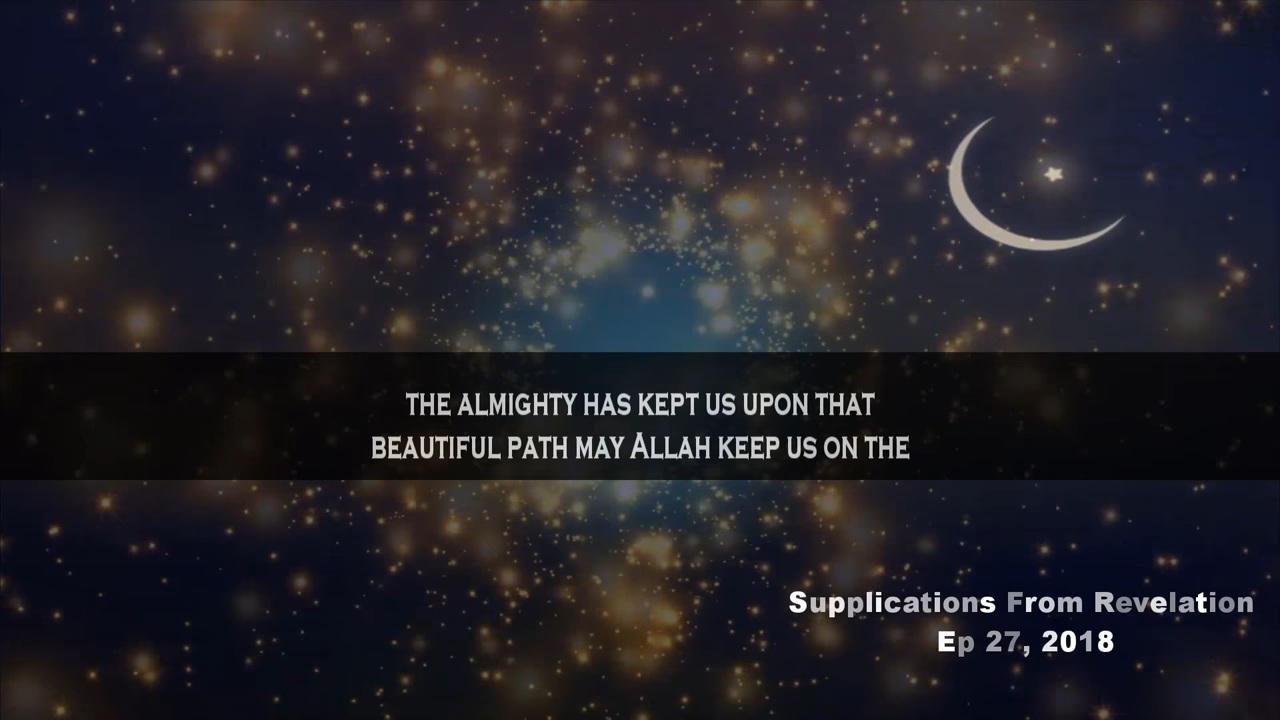 THE ALMIGHTY HAS KEPT US UPON THAT
BEAUTIFUL PATH MAY ALLAH KEEP US ON THE
Supplications From Revelation
Ep 27, 2018